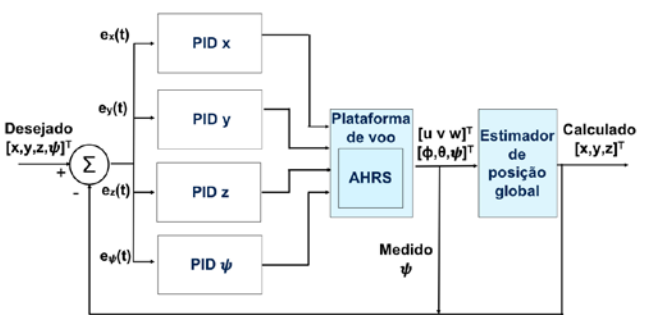 eₓ(t)
PID x
e_y(t)
PID y
Desejado
[x,y,z,ψ]ᵀ
+
Σ
-
e_z(t)
PID z
e_ψ(t)
PID ψ
Plataforma
de voo
AHRS
[u v w]ᵀ
[ϕ,θ,ψ]ᵀ
Estimador
de
posição
global
Calculado
[x,y,z]ᵀ
Medido
ψ